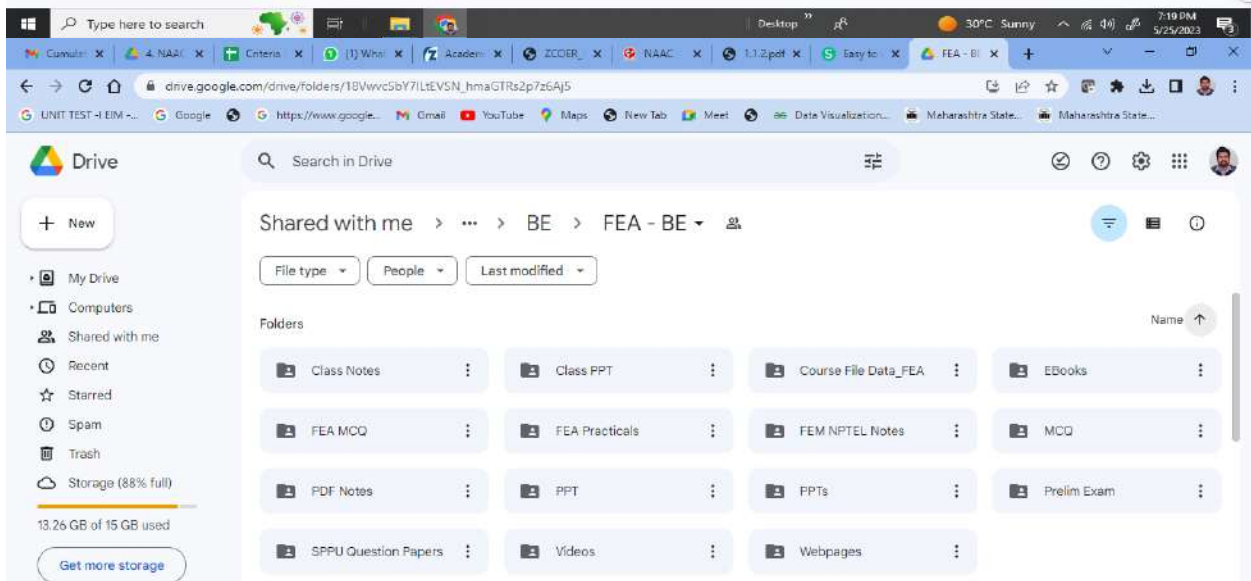 Type here to search
Desktop
30°C Sunny
7:19 PM
5/25/2023
4. NAAC
Criteria
(1) What
Academ
ZCOER_
NAAC
1.1.2.pdf
Easy to
FEA - BE
+
drive.google.com/drive/folders/
UNIT TEST -I EIM -...
Google
https://www.google...
Gmail
YouTube
Maps
New Tab
Meet
Data Visualization...
Maharashtra State...
Maharashtra State...
Drive
Search in Drive
+ New
Shared with me > ... > BE > FEA - BE
File type
People
Last modified
My Drive
Computers
Shared with me
Recent
Starred
Spam
Trash
Storage (88% full)
13.26 GB of 15 GB used
Get more storage
Folders
Name
Class Notes
Class PPT
Course File Data_FEA
EBooks
FEA MCQ
FEA Practicals
FEM NPTEL Notes
MCQ
PDF Notes
PPT
PPTs
Prelim Exam
SPPU Question Papers
Videos
Webpages